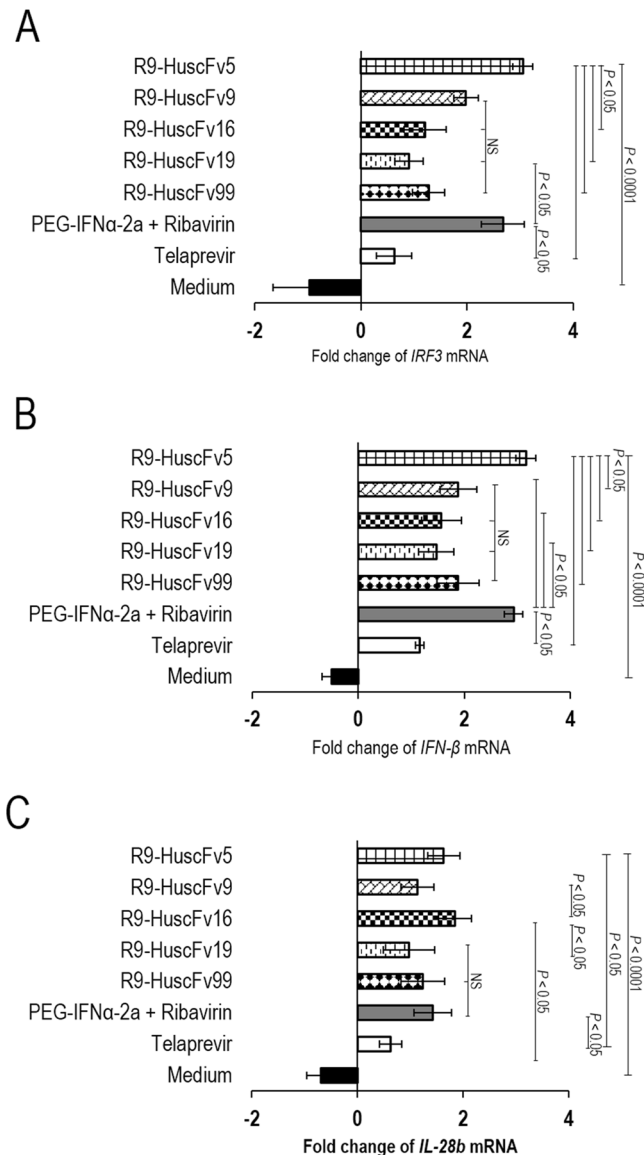 A
R9-HuscFv5
R9-HuscFv9
R9-HuscFv16
R9-HuscFv19
R9-HuscFv99
PEG-IFNα-2a + Ribavirin
Telaprevir
Medium
NS
P < 0.05
P < 0.05
P < 0.05
P < 0.0001
-2 0 2 4
Fold change of IRF3 mRNA
B
R9-HuscFv5
R9-HuscFv9
R9-HuscFv16
R9-HuscFv19
R9-HuscFv99
PEG-IFNα-2a + Ribavirin
Telaprevir
Medium
NS
P < 0.05
P < 0.05
P < 0.05
P < 0.0001
-2 0 2 4
Fold change of IFN-β mRNA
C
R9-HuscFv5
R9-HuscFv9
R9-HuscFv16
R9-HuscFv19
R9-HuscFv99
PEG-IFNα-2a + Ribavirin
Telaprevir
Medium
NS
P < 0.05
P < 0.05
P < 0.05
P < 0.05
P < 0.05
P < 0.0001
-2 0 2 4
Fold change of IL-28b mRNA